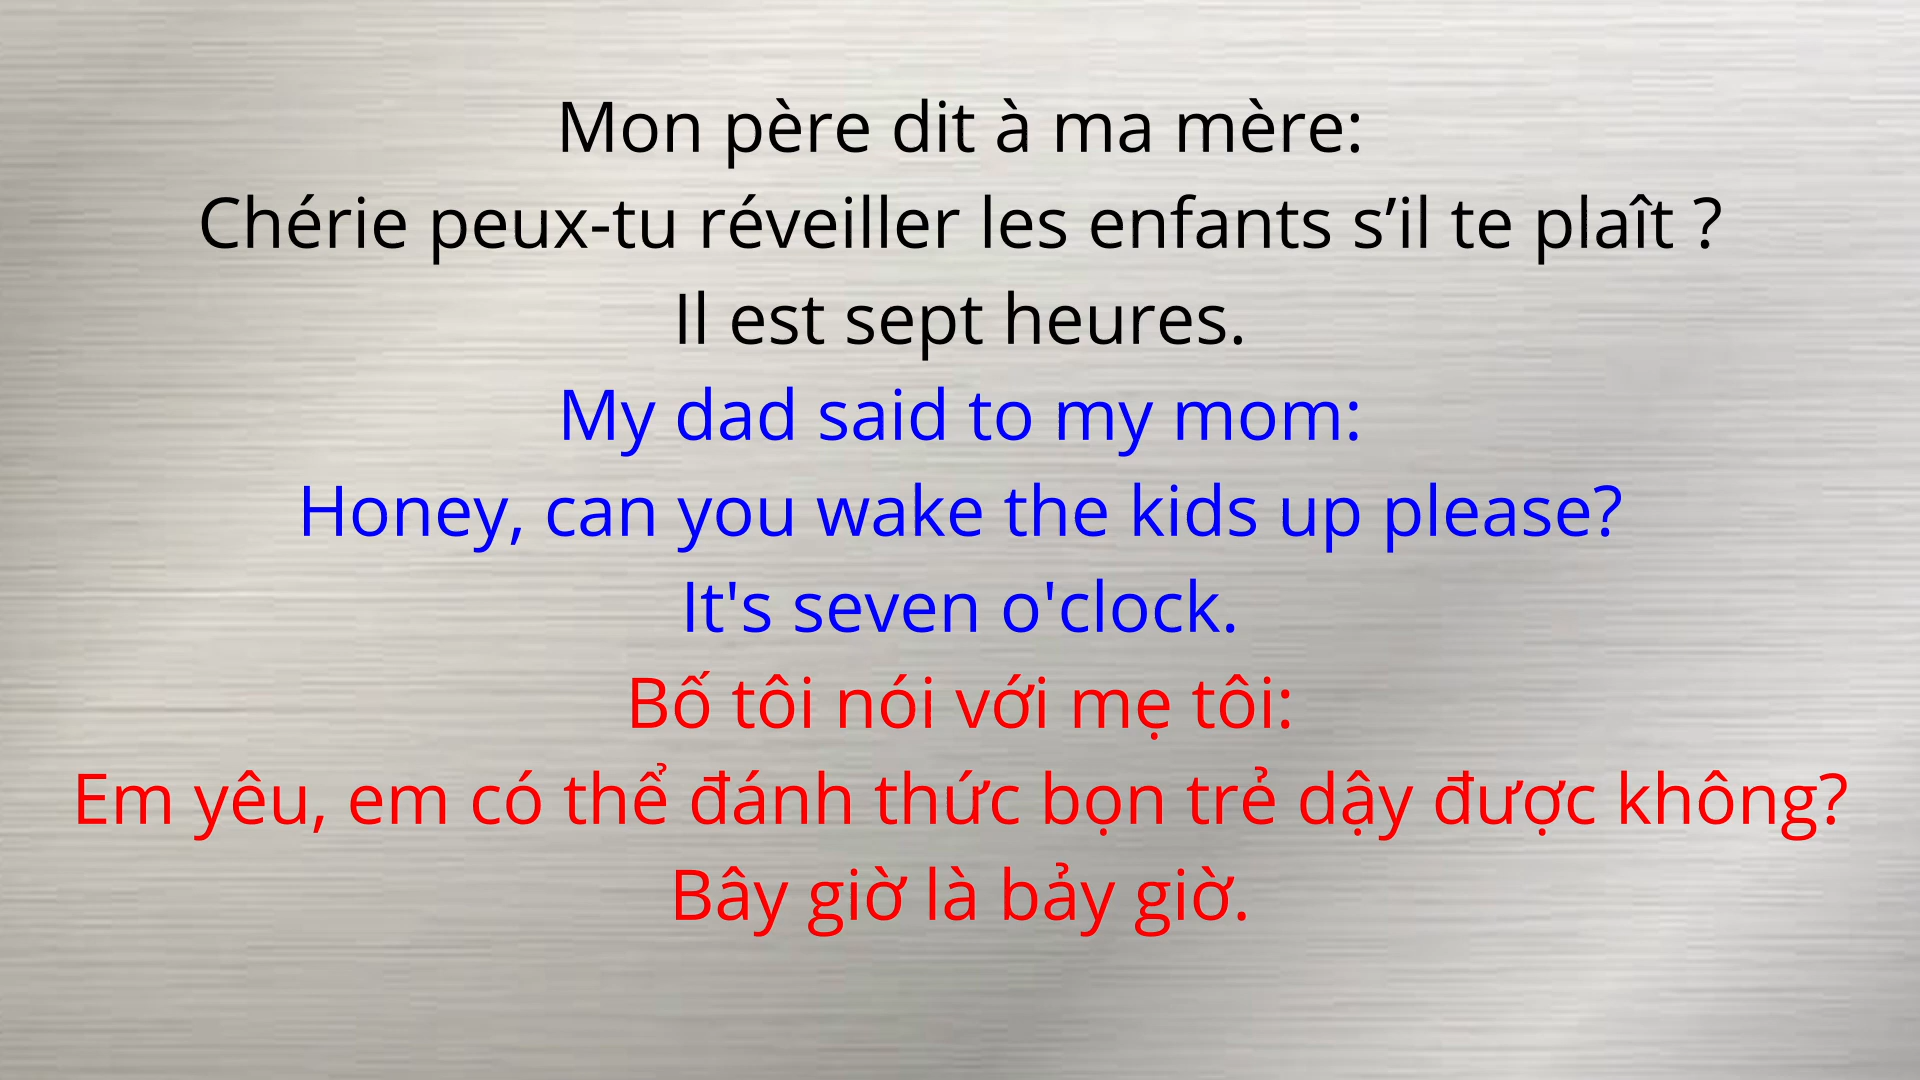 Mon père dit à ma mère:
Chérie peux-tu réveiller les enfants s’il te plaît ?
Il est sept heures.
My dad said to my mom:
Honey, can you wake the kids up please?
It's seven o'clock.
Bố tôi nói với mẹ tôi:
Em yêu, em có thể đánh thức bọn trẻ dậy được không?
Bây giờ là bảy giờ.